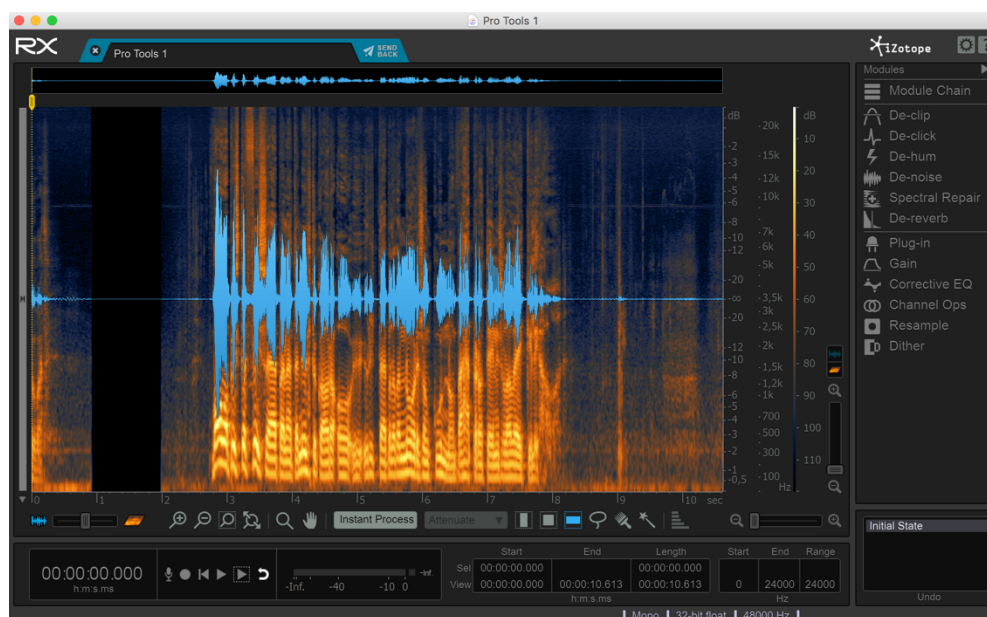 Pro Tools 1
RX
Pro Tools 1
SEND BACK
iZotope
Modules
Module Chain
De-clip
De-click
De-hum
De-noise
Spectral Repair
De-reverb
Plug-in
Gain
Corrective EQ
Channel Ops
Resample
Dither
dB
-2
-3
-4
-5
-6
-8
-10
-12
-20
-∞
-20
-12
-10
-8
-6
-5
-4
-3
-2
-1
-0,5
-20k
-15k
-12k
-10k
-7k
-6k
-5k
-3,5k
-3k
-2,5k
-2k
-1,5k
-1,2k
-1k
-700
-500
-300
-100
Hz
dB
10
20
30
40
50
60
70
80
90
100
110
M
0 1 2 3 4 5 6 7 8 9 10 sec
Instant Process Attenuate
Initial State
Undo
00:00:00.000
h:m:s.ms
-Inf. -40 -10 0
-Inf.
Start End Length Start End Range
Sel 00:00:00.000 00:00:00.000
View 00:00:00.000 00:00:10.613 00:00:10.613 0 24000 24000
h:m:s.ms Hz
Mono 32-bit float 48000 Hz